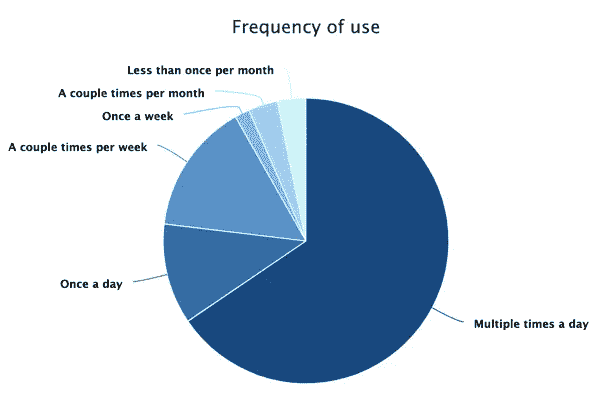 Frequency of use
Less than once per month
A couple times per month
Once a week
A couple times per week
Once a day
Multiple times a day